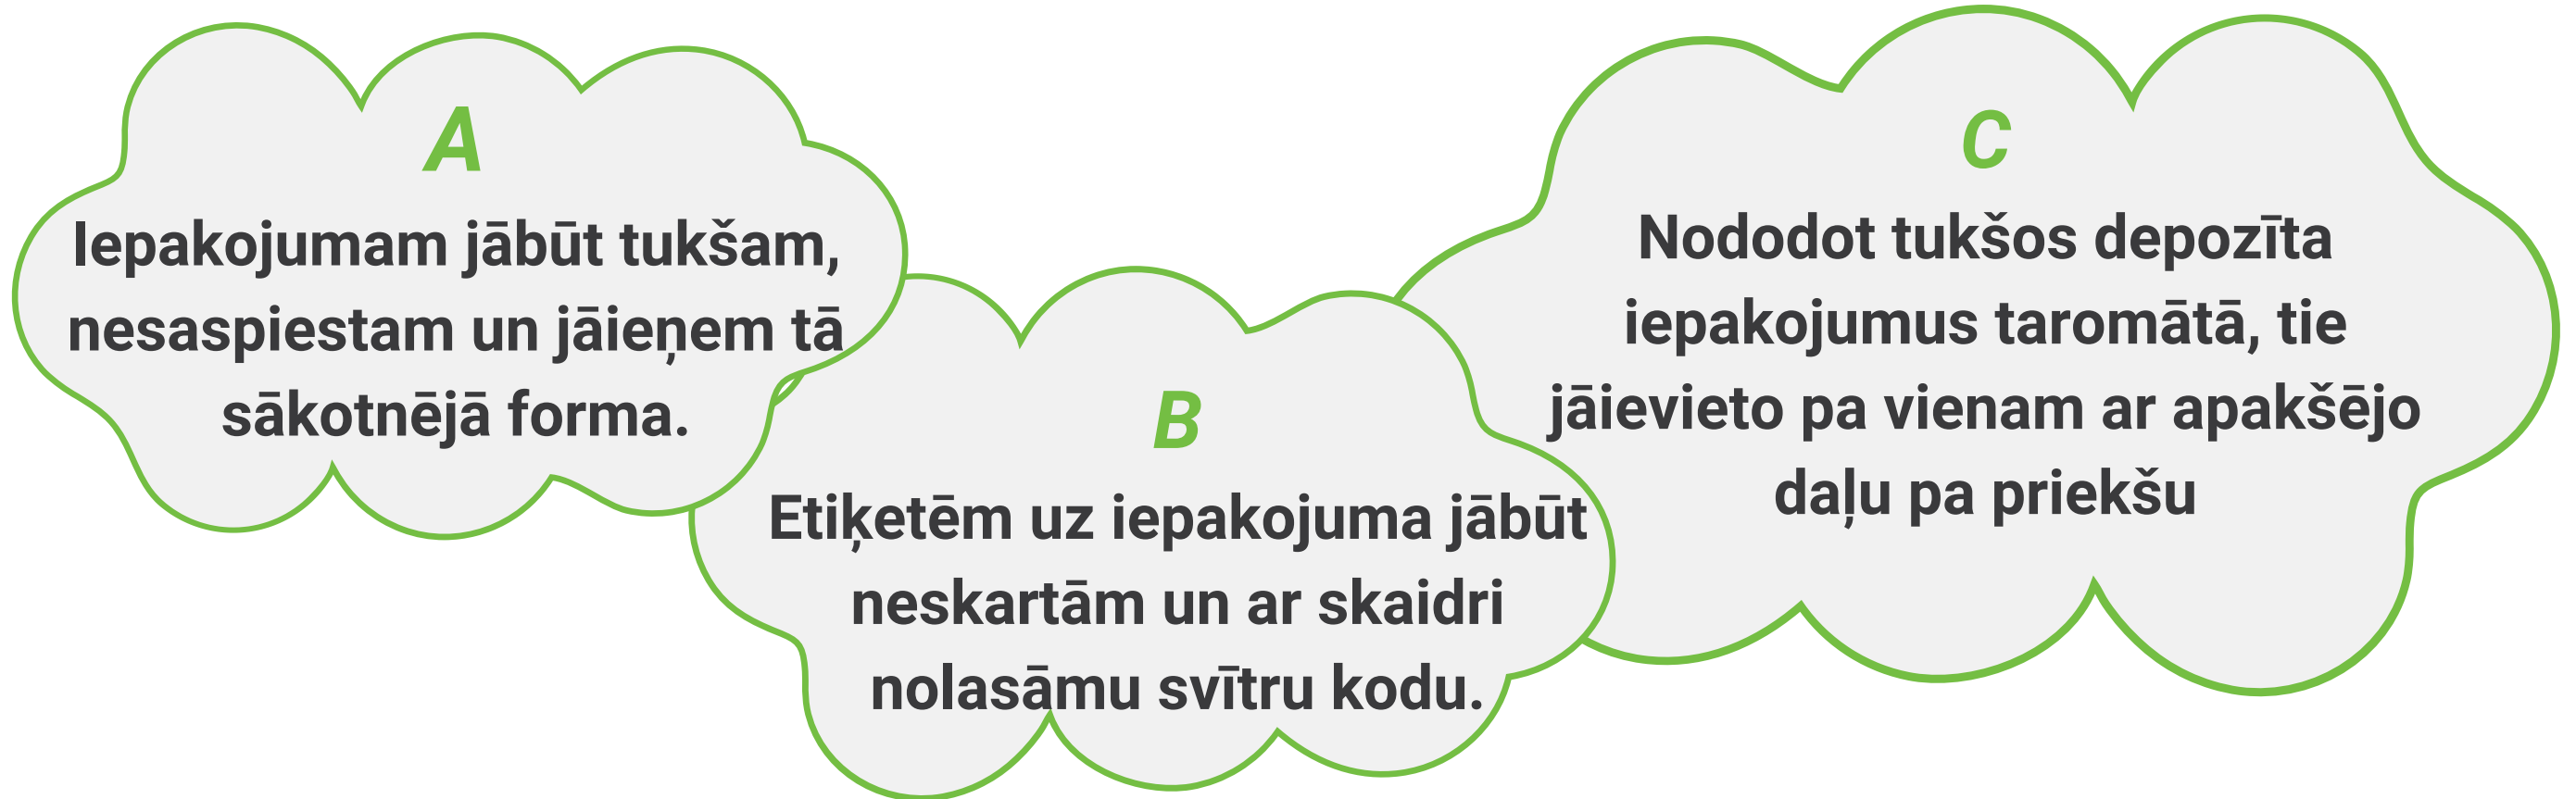 A
Iepakojumam jābūt tukšam,
nesaspiestam un jāieņem tā
sākotnējā forma.
B
Etiķetēm uz iepakojuma jābūt
neskartām un ar skaidri
nolasāmu svītru kodu.
C
Nododot tukšos depozīta
iepakojumus taromātā, tie
jāievieto pa vienam ar apakšējo
daļu pa priekšu